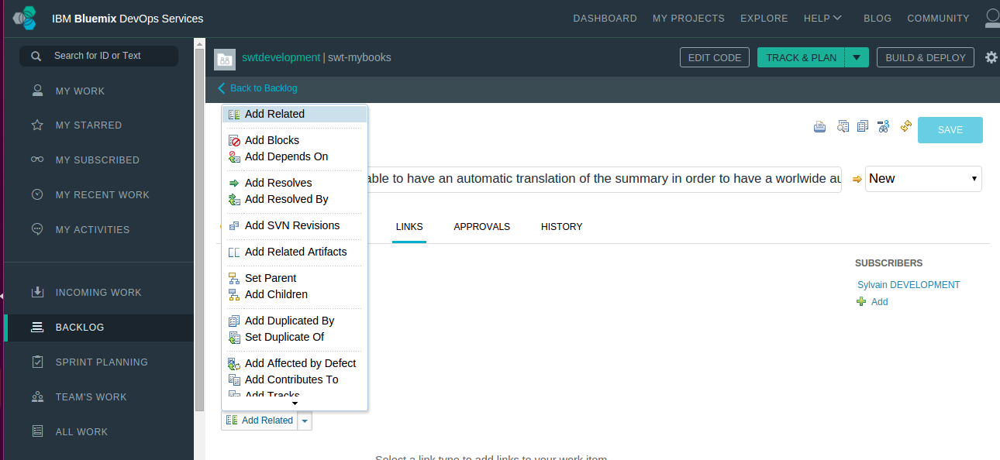 IBM Bluemix DevOps Services
DASHBOARD MY PROJECTS EXPLORE HELP BLOG COMMUNITY
Search for ID or Text
MY WORK
MY STARRED
MY SUBSCRIBED
MY RECENT WORK
MY ACTIVITIES
INCOMING WORK
BACKLOG
SPRINT PLANNING
TEAM'S WORK
ALL WORK
swtdevelopment | swt-mybooks
EDIT CODE TRACK & PLAN BUILD & DEPLOY
Back to Backlog
SAVE
able to have an automatic translation of the summary in order to have a worlwide au
New
LINKS APPROVALS HISTORY
Add Related
Add Blocks
Add Depends On
Add Resolves
Add Resolved By
Add SVN Revisions
Add Related Artifacts
Set Parent
Add Children
Add Duplicated By
Set Duplicate Of
Add Affected by Defect
Add Contributes To
Add Tracks
Add Related
SUBSCRIBERS
Sylvain DEVELOPMENT
Add
Select a link type to add links to your work item